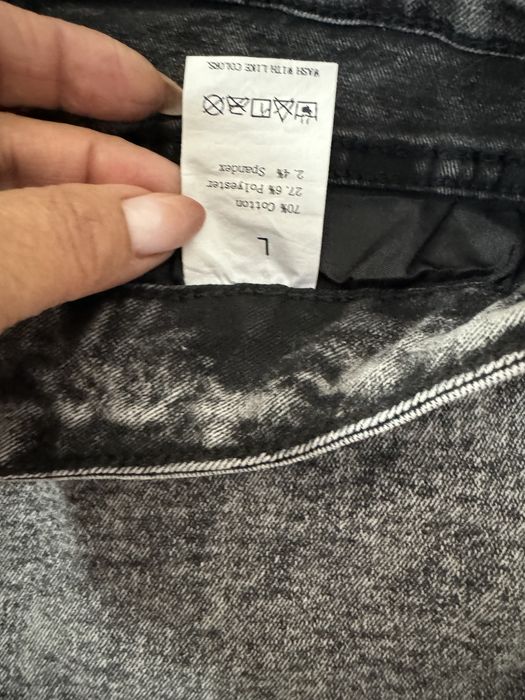 L
70% Cotton
27.6% Polyester
2.4% Spandex
WASH WITH LIKE COLORS.